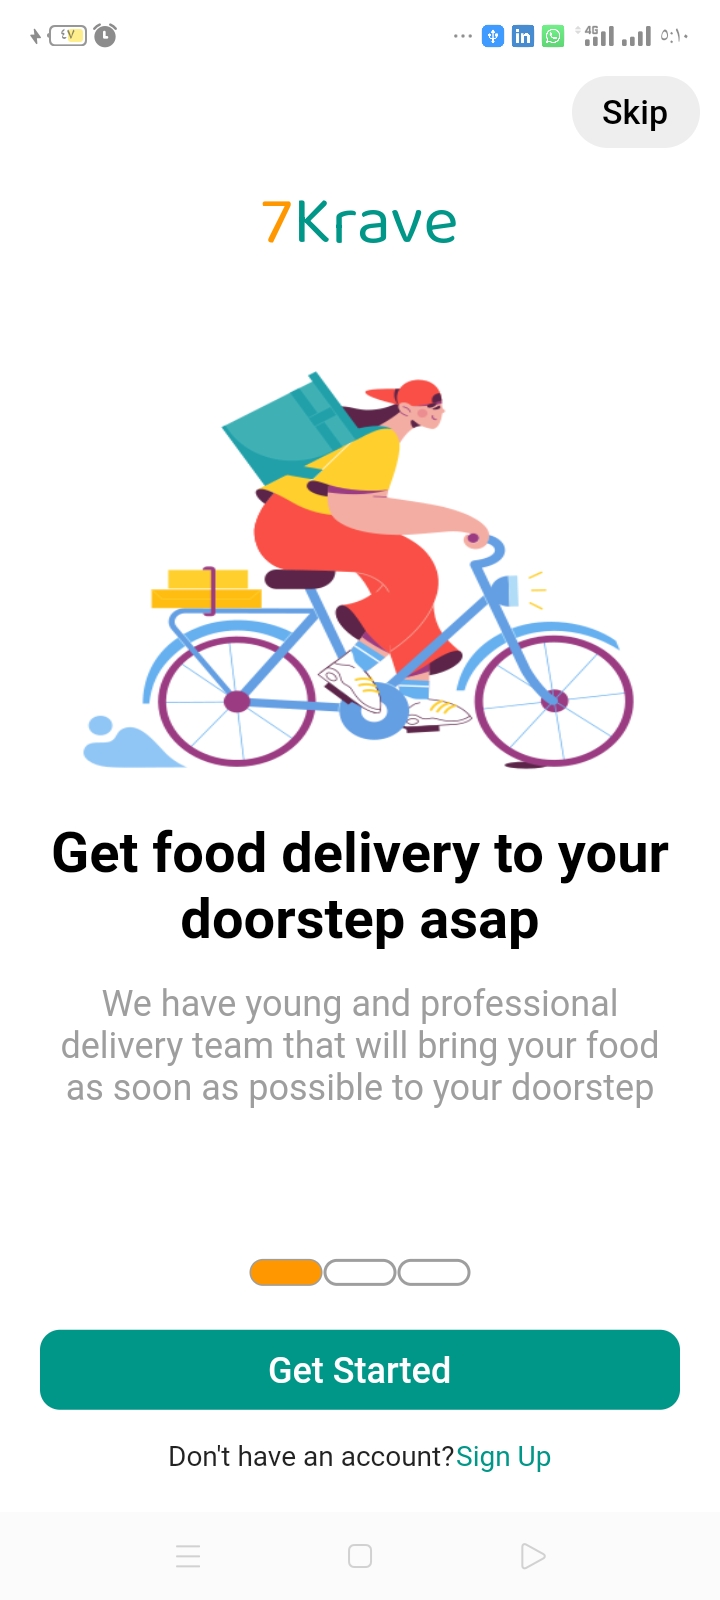 ٤٧
4G
٥:١٠
Skip
7Krave
Get food delivery to your
doorstep asap
We have young and professional
delivery team that will bring your food
as soon as possible to your doorstep
Get Started
Don't have an account?Sign Up